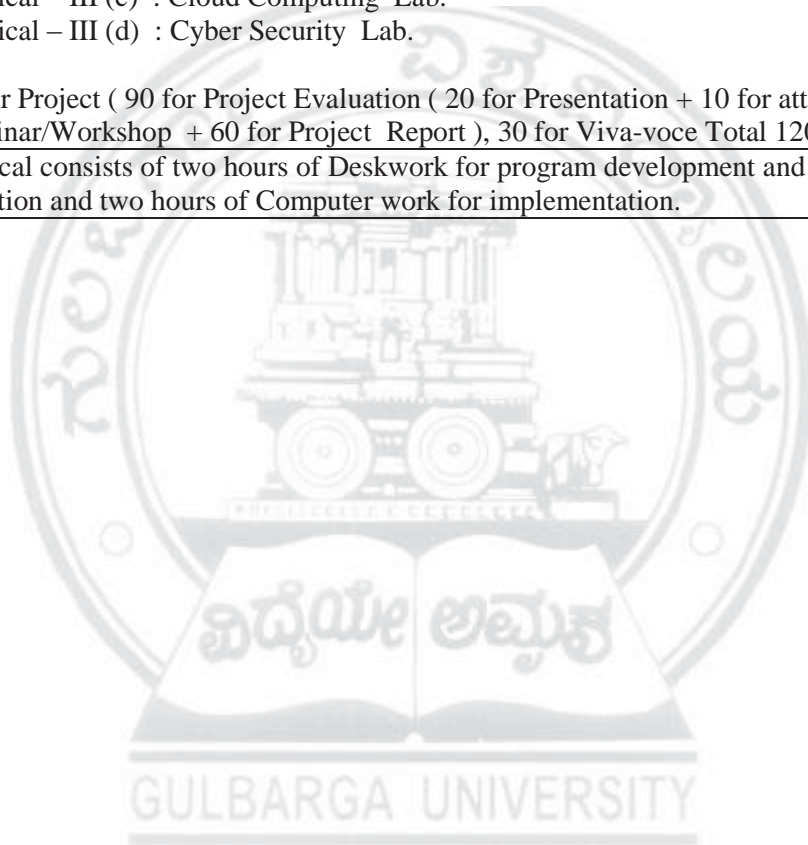 ical – III (c) : Cloud Computing Lab.
ical – III (d) : Cyber Security Lab.
r Project ( 90 for Project Evaluation ( 20 for Presentation + 10 for att
inar/Workshop + 60 for Project Report ), 30 for Viva-voce Total 120
cal consists of two hours of Deskwork for program development and
tion and two hours of Computer work for implementation.
ವಿದ್ಯೆಯೇ ಅಮೃತ
GULBARGA UNIVERSITY